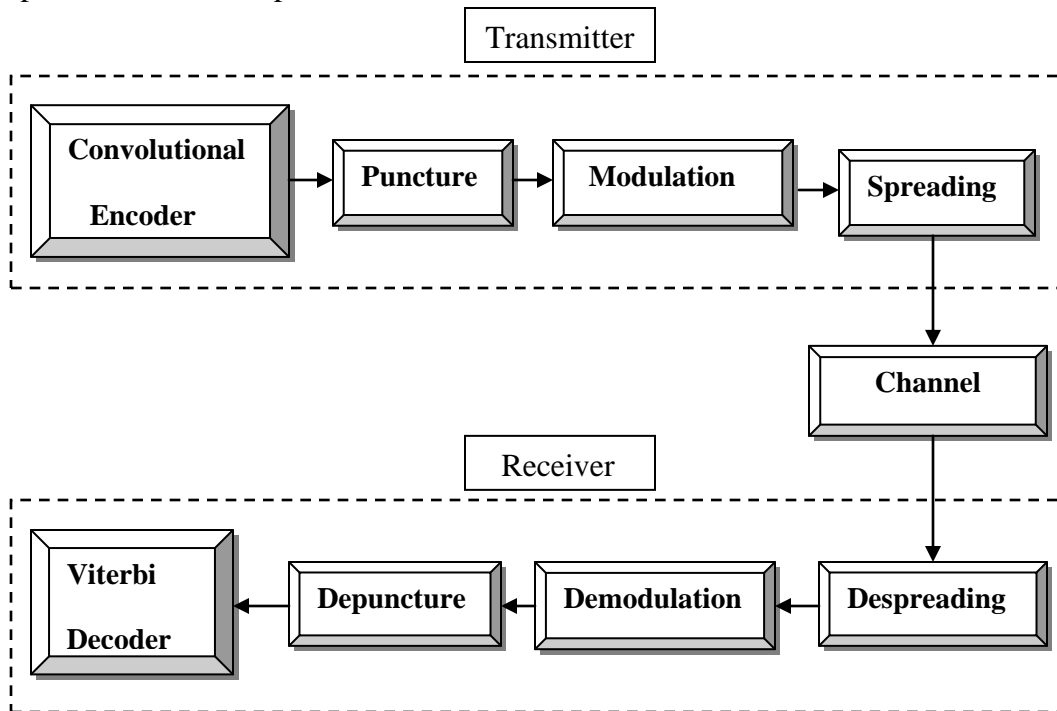 Transmitter
Convolutional
Encoder
Puncture
Modulation
Spreading
Channel
Receiver
Viterbi
Decoder
Depuncture
Demodulation
Despreading